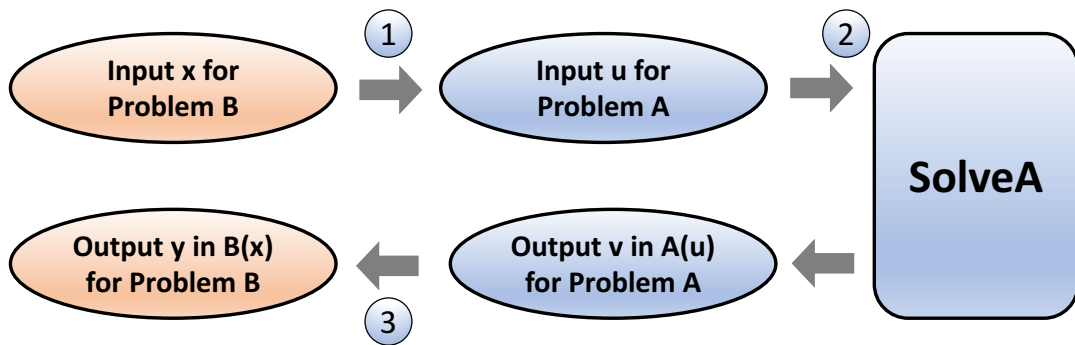 1
2
Input x for
Problem B
Input u for
Problem A
SolveA
Output y in B(x)
for Problem B
Output v in A(u)
for Problem A
3